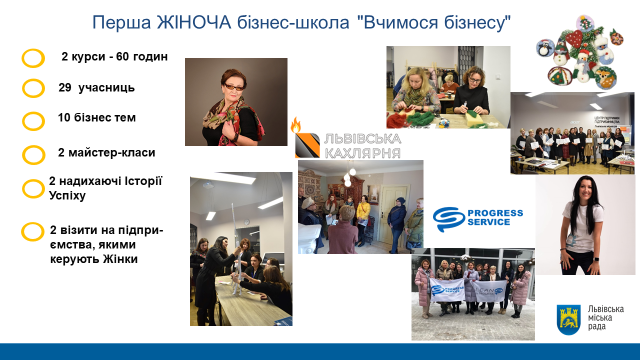 Перша ЖІНОЧА бізнес-школа "Вчимося бізнесу"
2 курси - 60 годин
29 учасниць
10 бізнес тем
2 майстер-класи
2 надихаючі Історії
Успіху
2 візити на підпри-
ємства, якими
керують Жінки
ЛЬВІВСЬКА
КАХЛЯРНЯ
PROGRESS
SERVICE
Львівська
міська
рада